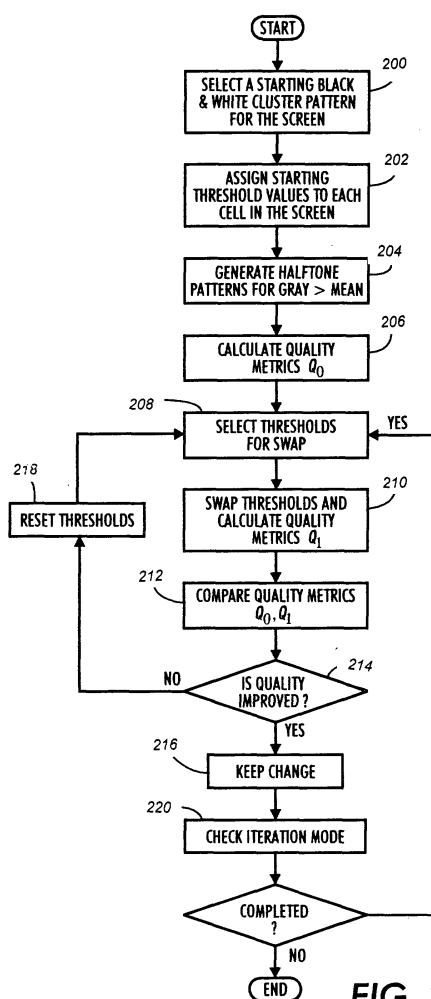 START
200
SELECT A STARTING BLACK
& WHITE CLUSTER PATTERN
FOR THE SCREEN
202
ASSIGN STARTING
THRESHOLD VALUES TO EACH
CELL IN THE SCREEN
204
GENERATE HALFTONE
PATTERNS FOR GRAY > MEAN
206
CALCULATE QUALITY
METRICS Q0
208
SELECT THRESHOLDS
FOR SWAP
YES
218
RESET THRESHOLDS
210
SWAP THRESHOLDS AND
CALCULATE QUALITY
METRICS Q1
212
COMPARE QUALITY METRICS
Q0, Q1
214
IS QUALITY
IMPROVED ?
NO
YES
216
KEEP CHANGE
220
CHECK ITERATION MODE
COMPLETED
?
NO
END
FIG